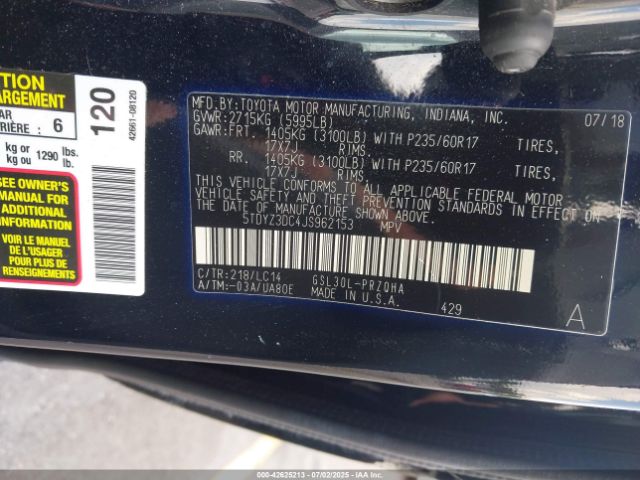 TION
ARGEMENT
AR
RIÈRE : 6
kg or
kg ou 1290 lbs.
120
42661-08120
SEE OWNER'S
MANUAL FOR
ADDITIONAL
Voir LE MANUEL
de L'USAGER
POUR PLUS DE
Renseignements
MFD.BY:TOYOTA MOTOR MANUFACTURING, INDIANA, INC. 07/18
GVWR:2715KG (5995LB)
GAWR:FRT. 1405KG (3100LB) WITH P235/60R17 TIRES,
17X7J RIMS,
RR. 1405KG (3100LB) WITH P235/60R17 TIRES,
17X7J RIMS,
THIS VEHICLE CONFORMS TO ALL APPLICABLE FEDERAL MOTOR
VEHICLE SAFETY AND THEFT PREVENTION STANDARDS IN EFFECT ON
THE DATE OF MANUFACTURE SHOWN ABOVE.
5TDYZ3DC4JS962153 MPV
C/TR:218/LC14 GSL30L-PRZQHA
A/TM:-03A/UA80E MADE IN U.S.A. 429 A
000-42625213 - 07/02/2025 - IAAI.COM